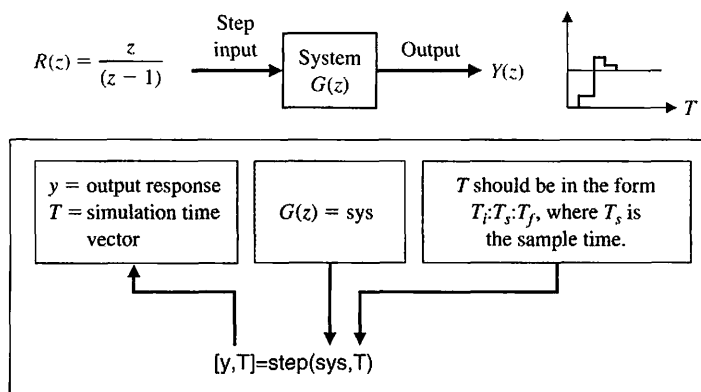 Step
input
R(z) = z / (z − 1)
System
G(z)
Output
Y(z)
T
y = output response
T = simulation time
vector
G(z) = sys
T should be in the form
Ti:Ts:Tf, where Ts is
the sample time.
[y,T]=step(sys,T)